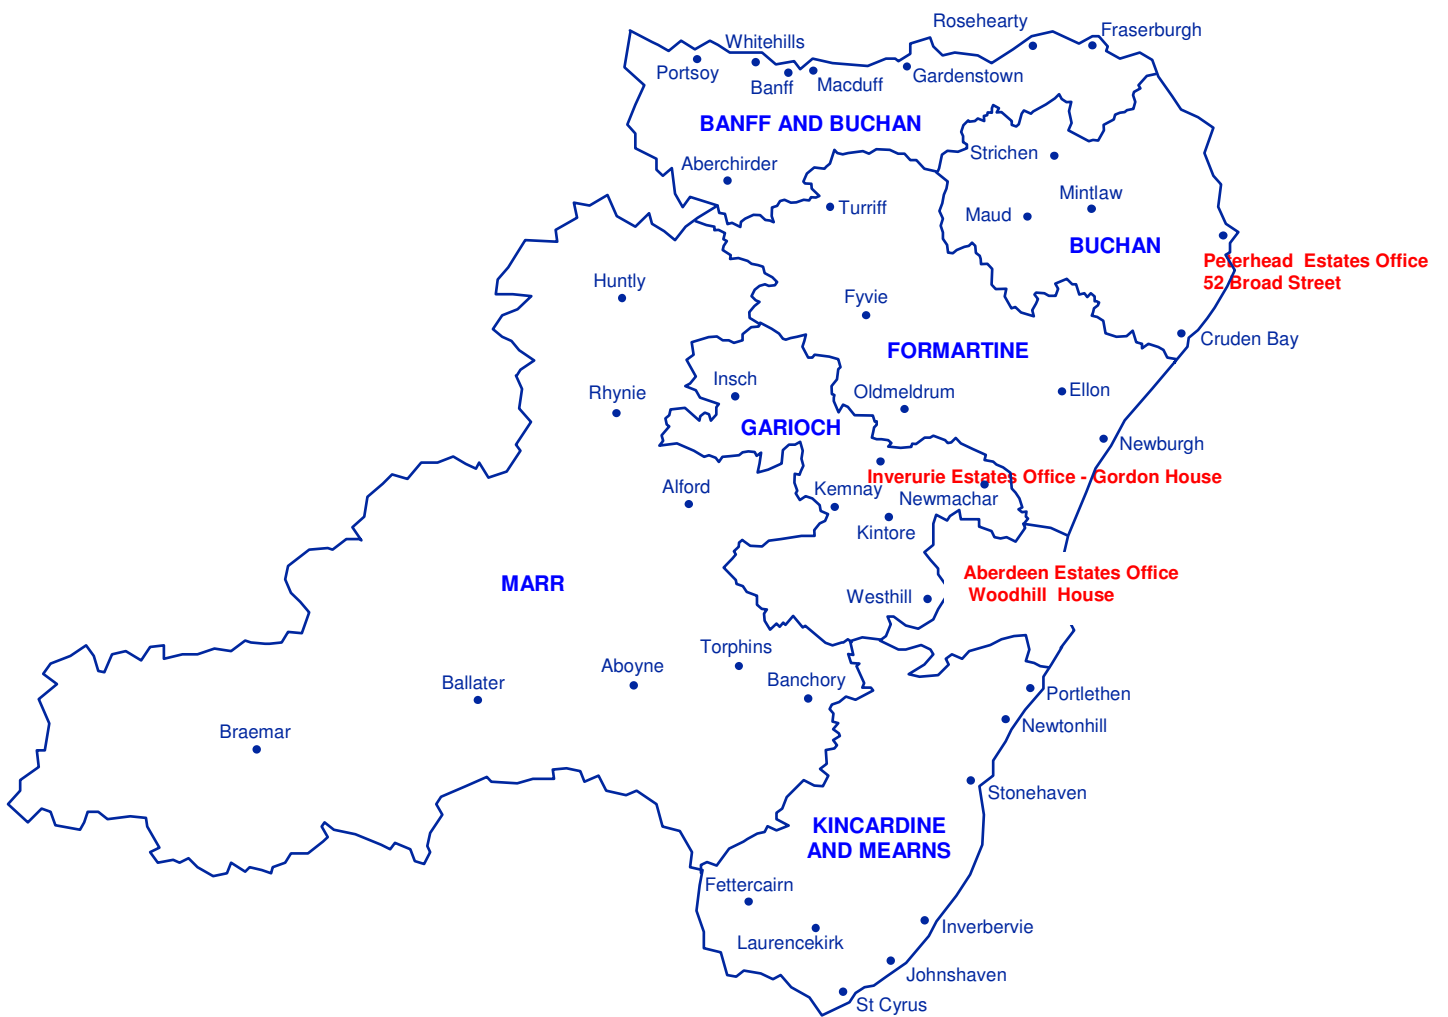 Rosehearty
Fraserburgh
Whitehills
Portsoy
Banff
Macduff
Gardenstown
BANFF AND BUCHAN
Strichen
Aberchirder
Mintlaw
Turriff
Maud
BUCHAN
Peterhead Estates Office
52 Broad Street
Huntly
Fyvie
Cruden Bay
FORMARTINE
Insch
Rhynie
Oldmeldrum
Ellon
GARIOCH
Newburgh
Inverurie Estates Office - Gordon House
Alford
Kemnay
Newmachar
Kintore
MARR
Aberdeen Estates Office
Woodhill House
Westhill
Torphins
Aboyne
Banchory
Ballater
Portlethen
Braemar
Newtonhill
Stonehaven
KINCARDINE
AND MEARNS
Fettercairn
Inverbervie
Laurencekirk
Johnshaven
St Cyrus